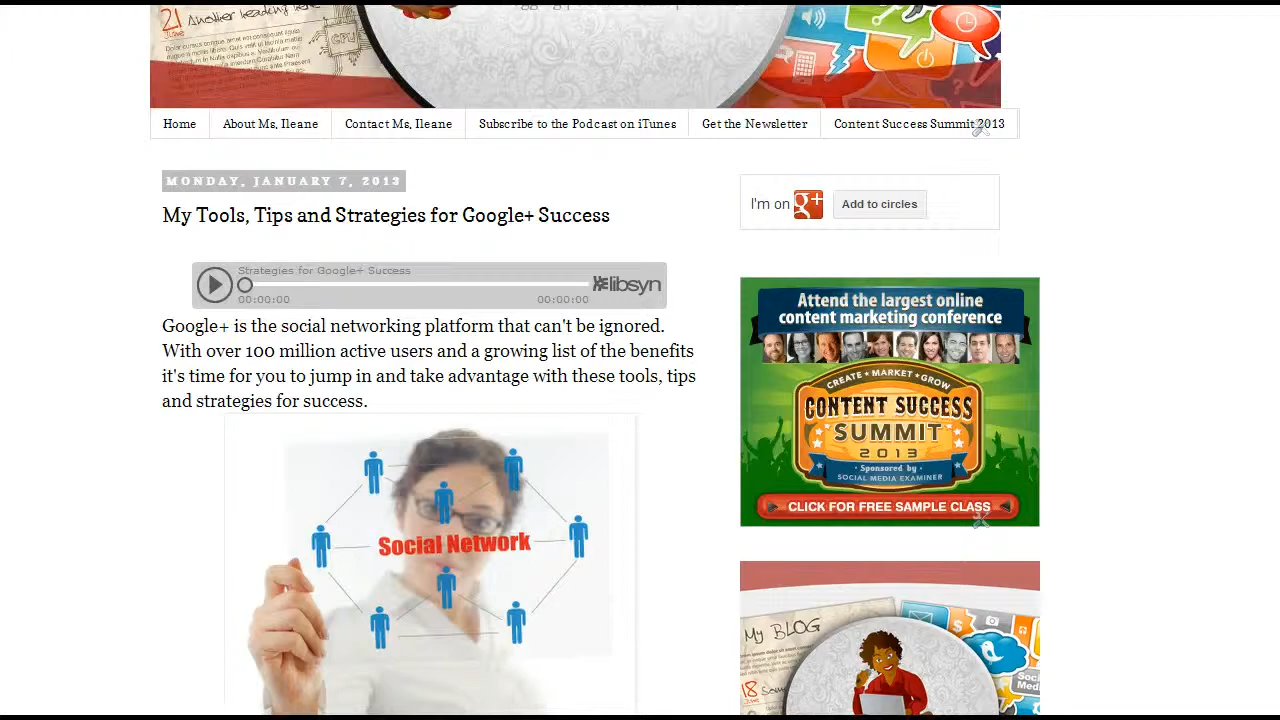 21 Another heading here
CPU
Home
About Ms. Ileane
Contact Ms. Ileane
Subscribe to the Podcast on iTunes
Get the Newsletter
Content Success Summit 2013
MONDAY, JANUARY 7, 2013
My Tools, Tips and Strategies for Google+ Success
I'm on g+ Add to circles
Strategies for Google+ Success
libsyn
00:00:00 00:00:00
Google+ is the social networking platform that can't be ignored.
With over 100 million active users and a growing list of the benefits
it's time for you to jump in and take advantage with these tools, tips
and strategies for success.
Social Network
Attend the largest online
content marketing conference
CREATE • MARKET • GROW
CONTENT SUCCESS
SUMMIT
2013
• Sponsored by •
SOCIAL MEDIA EXAMINER
CLICK FOR FREE SAMPLE CLASS
My BLOG
18